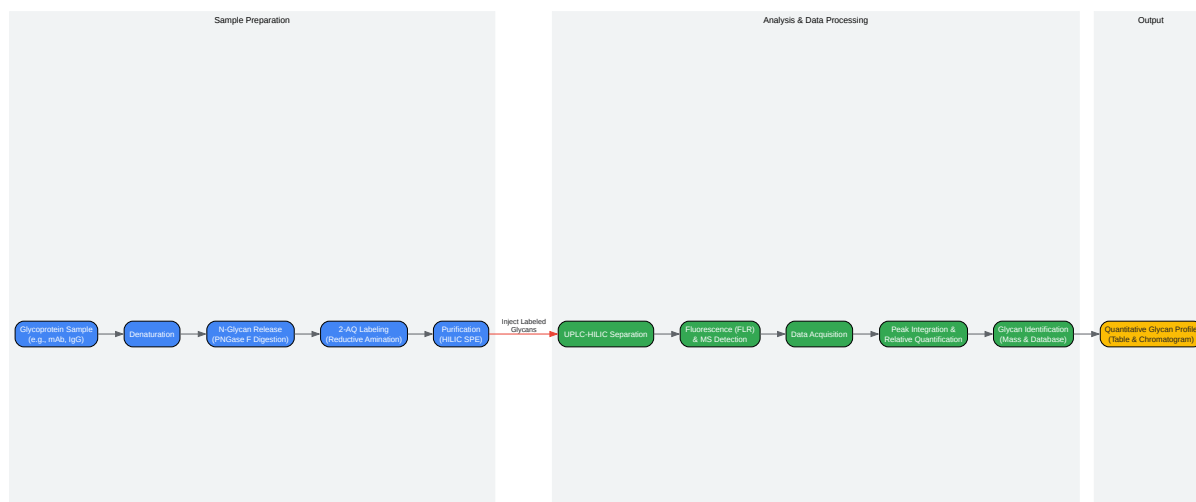 Sample Preparation
Analysis & Data Processing
Output
Glycoprotein Sample
(e.g., mAb, IgG)
Denaturation
N-Glycan Release
(PNGase F Digestion)
2-AQ Labeling
(Reductive Amination)
Purification
(HILIC SPE)
Inject Labeled
Glycans
UPLC-HILIC Separation
Fluorescence (FLR)
& MS Detection
Data Acquisition
Peak Integration &
Relative Quantification
Glycan Identification
(Mass & Database)
Quantitative Glycan Profile
(Table & Chromatogram)